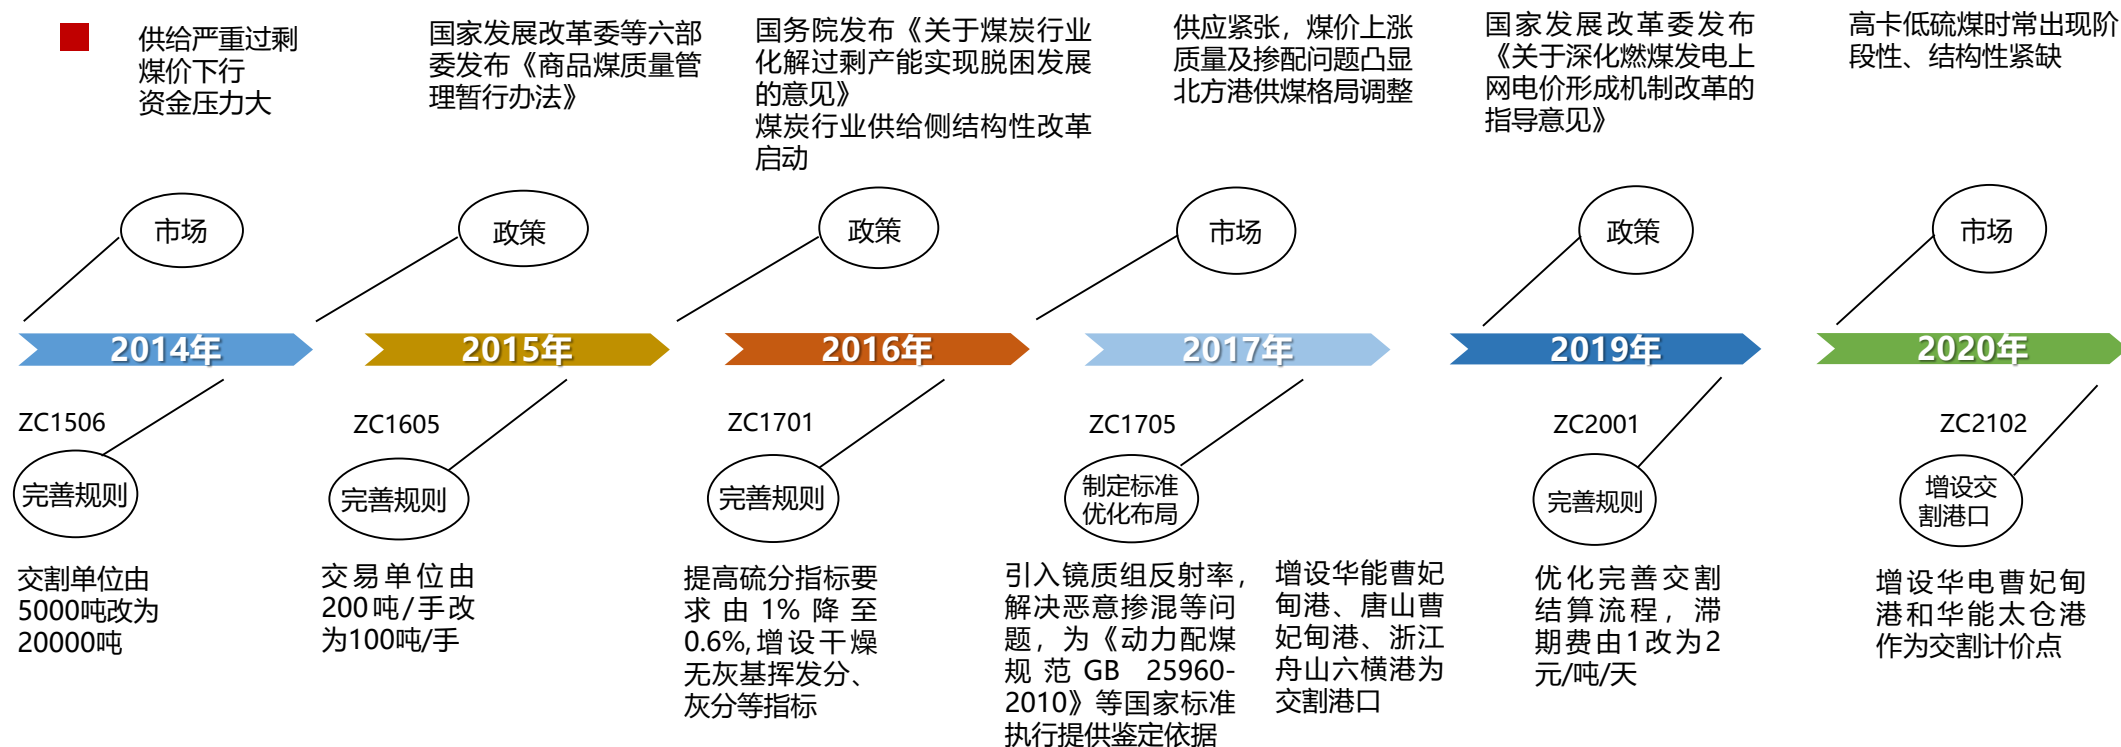 供给严重过剩
煤价下行
资金压力大
国家发展改革委等六部
委发布《商品煤质量管
理暂行办法》
国务院发布《关于煤炭行业
化解过剩产能实现脱困发展
的意见》
煤炭行业供给侧结构性改革
启动
供应紧张，煤价上涨
质量及掺配问题凸显
北方港供煤格局调整
国家发展改革委发布
《关于深化燃煤发电上
网电价形成机制改革的
指导意见》
高卡低硫煤时常出现阶
段性、结构性紧缺
市场
政策
政策
市场
政策
市场
2014年
2015年
2016年
2017年
2019年
2020年
ZC1506
ZC1605
ZC1701
ZC1705
ZC2001
ZC2102
完善规则
完善规则
完善规则
制定标准
优化布局
完善规则
增设交
割港口
交割单位由
5000吨改为
20000吨
交易单位由
200吨/手改
为100吨/手
提高硫分指标要
求由1%降至
0.6%,增设干燥
无灰基挥发分、
灰分等指标
引入镜质组反射率，
解决恶意掺混等问
题，为《动力配煤
规范GB 25960-
2010》等国家标准
执行提供鉴定依据
增设华能曹妃
甸港、唐山曹
妃甸港、浙江
舟山六横港为
交割港口
优化完善交割
结算流程，滞
期费由1改为2
元/吨/天
增设华电曹妃甸
港和华能太仓港
作为交割计价点